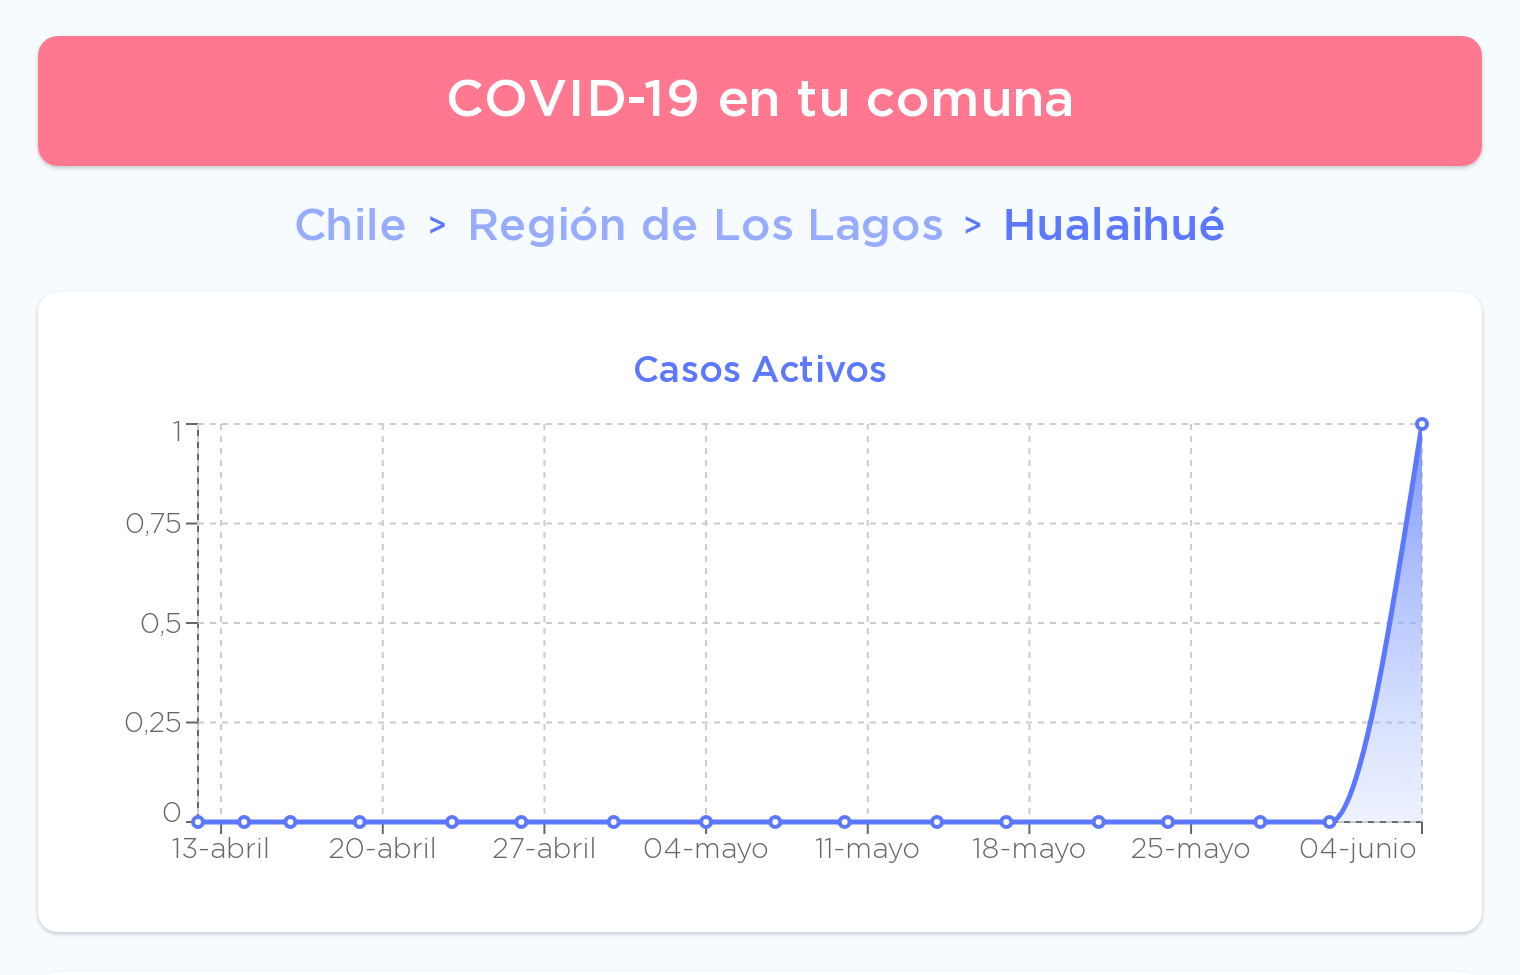 COVID-19 en tu comuna
Chile > Región de Los Lagos > Hualaihué
Casos Activos
1
0,75
0,5
0,25
0
13-abril 20-abril 27-abril 04-mayo 11-mayo 18-mayo 25-mayo 04-junio